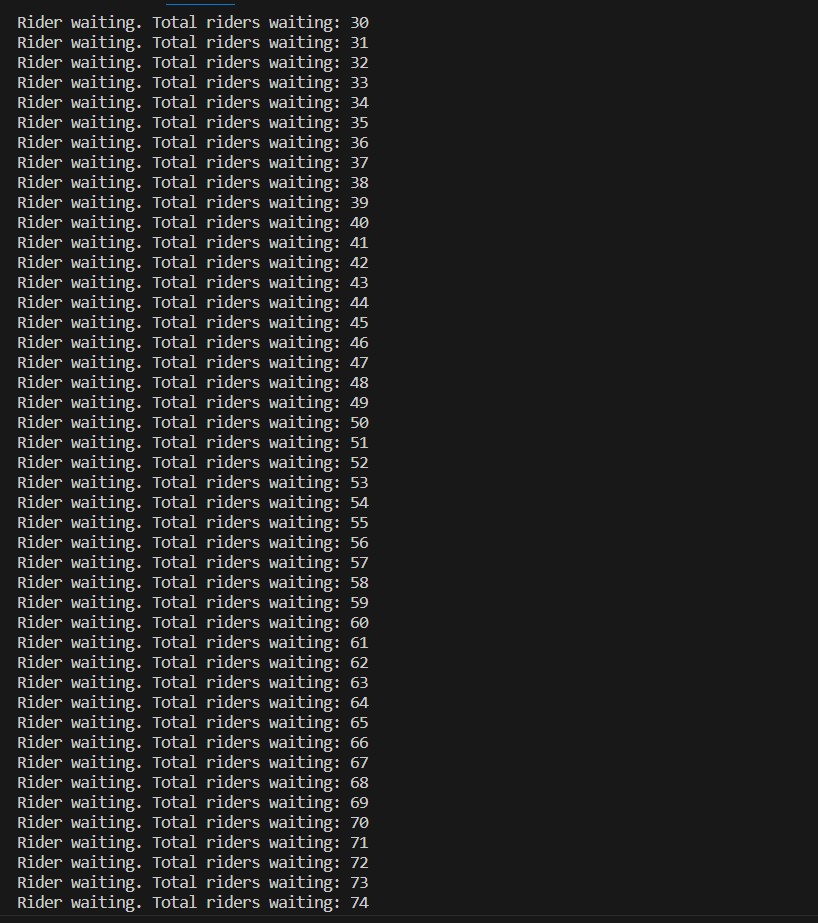 Rider waiting. Total riders waiting: 30
Rider waiting. Total riders waiting: 31
Rider waiting. Total riders waiting: 32
Rider waiting. Total riders waiting: 33
Rider waiting. Total riders waiting: 34
Rider waiting. Total riders waiting: 35
Rider waiting. Total riders waiting: 36
Rider waiting. Total riders waiting: 37
Rider waiting. Total riders waiting: 38
Rider waiting. Total riders waiting: 39
Rider waiting. Total riders waiting: 40
Rider waiting. Total riders waiting: 41
Rider waiting. Total riders waiting: 42
Rider waiting. Total riders waiting: 43
Rider waiting. Total riders waiting: 44
Rider waiting. Total riders waiting: 45
Rider waiting. Total riders waiting: 46
Rider waiting. Total riders waiting: 47
Rider waiting. Total riders waiting: 48
Rider waiting. Total riders waiting: 49
Rider waiting. Total riders waiting: 50
Rider waiting. Total riders waiting: 51
Rider waiting. Total riders waiting: 52
Rider waiting. Total riders waiting: 53
Rider waiting. Total riders waiting: 54
Rider waiting. Total riders waiting: 55
Rider waiting. Total riders waiting: 56
Rider waiting. Total riders waiting: 57
Rider waiting. Total riders waiting: 58
Rider waiting. Total riders waiting: 59
Rider waiting. Total riders waiting: 60
Rider waiting. Total riders waiting: 61
Rider waiting. Total riders waiting: 62
Rider waiting. Total riders waiting: 63
Rider waiting. Total riders waiting: 64
Rider waiting. Total riders waiting: 65
Rider waiting. Total riders waiting: 66
Rider waiting. Total riders waiting: 67
Rider waiting. Total riders waiting: 68
Rider waiting. Total riders waiting: 69
Rider waiting. Total riders waiting: 70
Rider waiting. Total riders waiting: 71
Rider waiting. Total riders waiting: 72
Rider waiting. Total riders waiting: 73
Rider waiting. Total riders waiting: 74